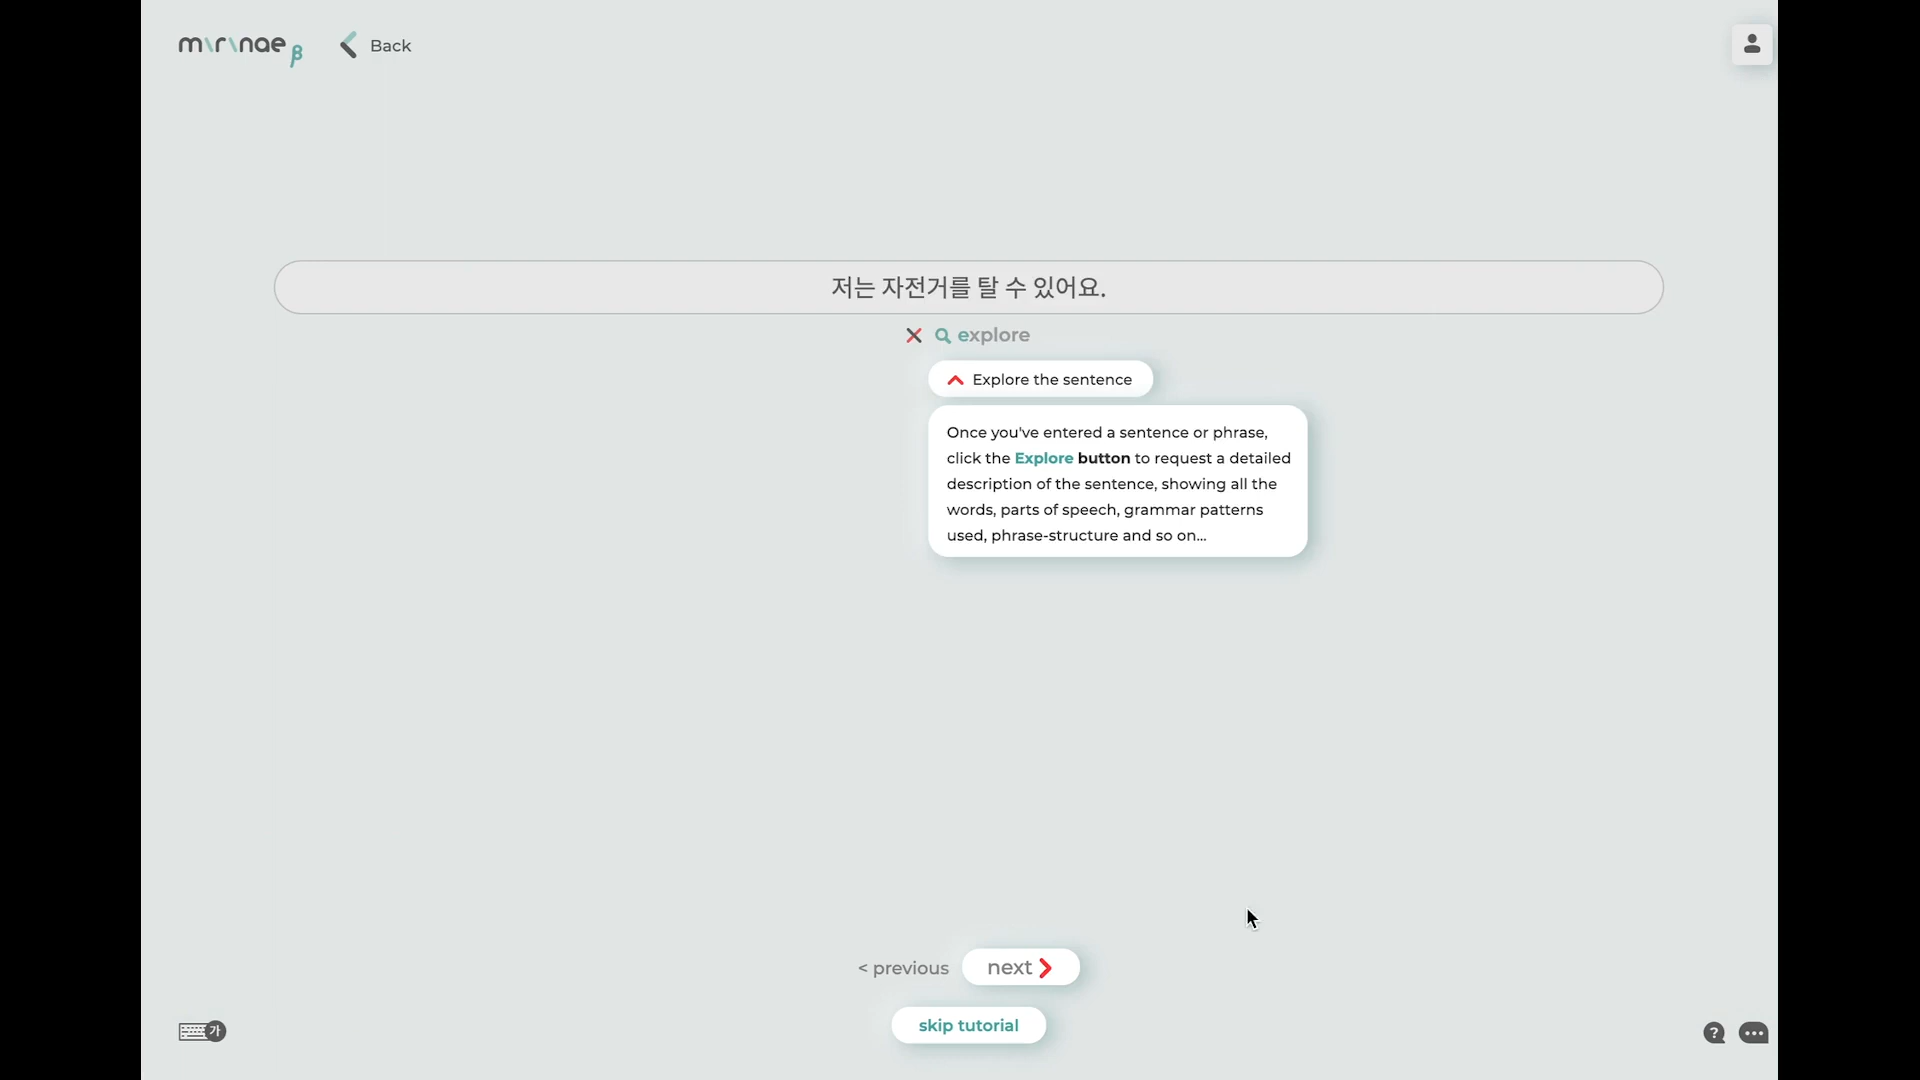 mirinae β
Back
저는 자전거를 탈 수 있어요.
explore
Explore the sentence
Once you've entered a sentence or phrase,
click the Explore button to request a detailed
description of the sentence, showing all the
words, parts of speech, grammar patterns
used, phrase-structure and so on...
< previous
next
skip tutorial
가
?